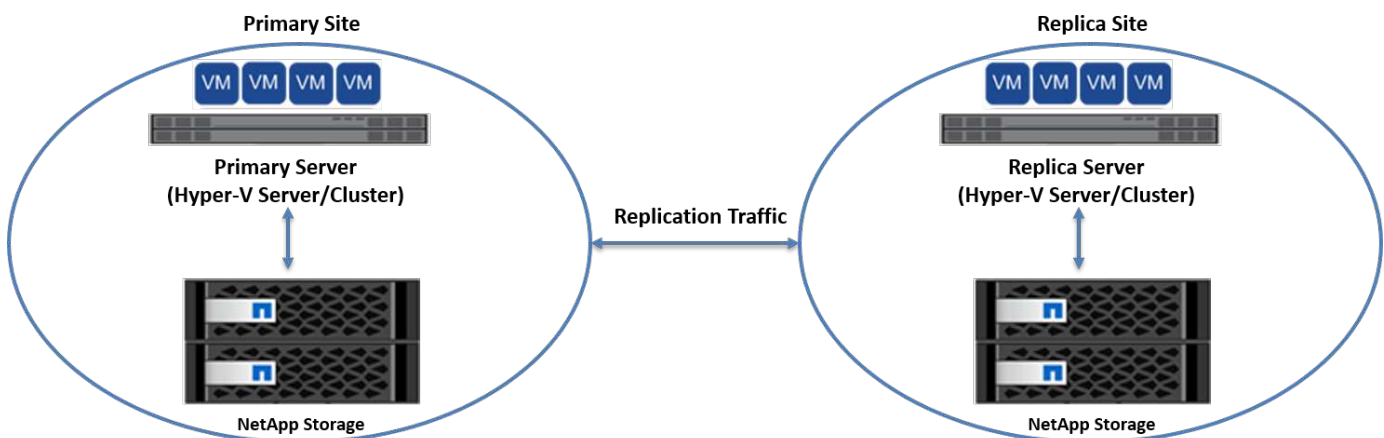 Primary Site
VM VM VM VM
Primary Server
(Hyper-V Server/Cluster)
NetApp Storage
Replication Traffic
Replica Site
VM VM VM VM
Replica Server
(Hyper-V Server/Cluster)
NetApp Storage